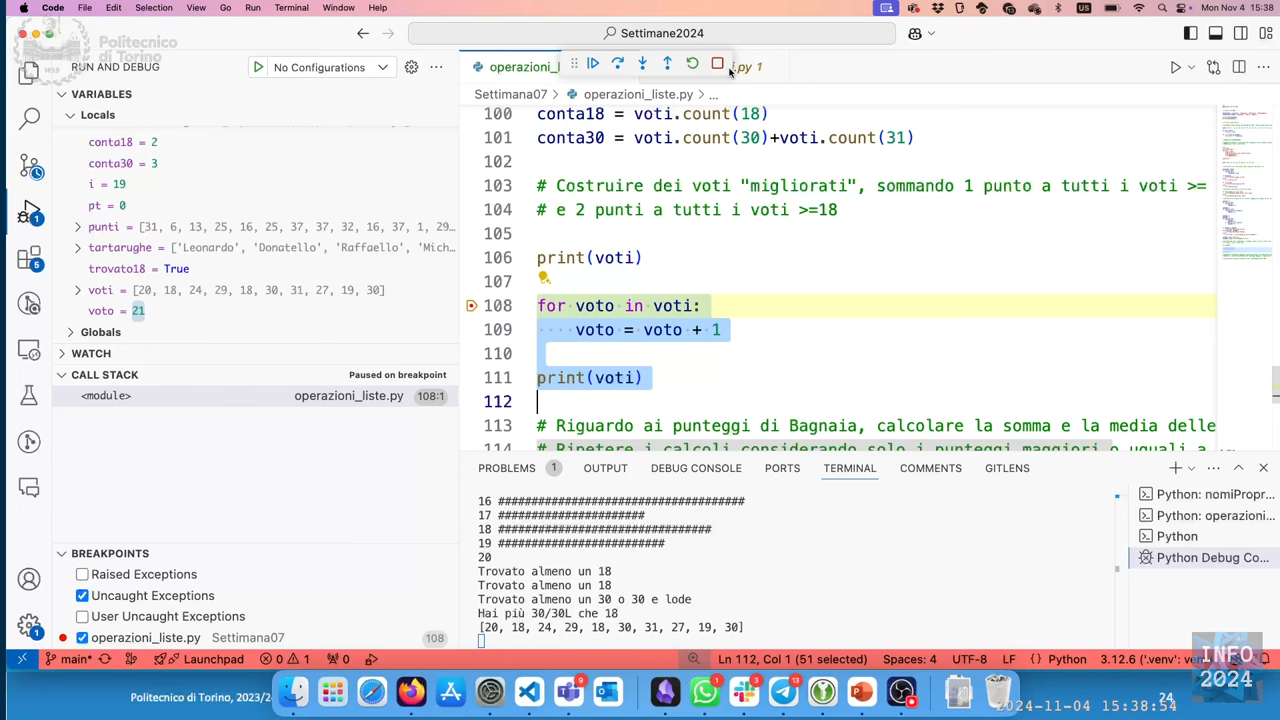 Code File Edit Selection View Go Run Terminal Window Help Mon Nov 4 15:38
Settimane2024
Politecnico
di Torino
RUN AND DEBUG No Configurations
operazioni_l .py 1
VARIABLES
Settimana07 > operazioni_liste.py > ...
Locals
conta18 = 2
conta30 = 3
i = 19
pt = 0
punti = [31, 6, 13, 25, 16, 25, 37, 37, 32, 16, 37, 1, 29…
tartarughe = ['Leonardo', 'Donatello', 'Raffaello', 'Mich…
trovato18 = True
voti = [20, 18, 24, 29, 18, 30, 31, 27, 19, 30]
voto = 21
Globals
WATCH
CALL STACK Paused on breakpoint
<module> operazioni_liste.py 108:1
100 conta18 = voti.count(18)
101 conta30 = voti.count(30)+voti.count(31)
102
103 # Costruire dei voti "migliorati", sommando 1 punto a tutti i voti >=
104 # e 2 punti a tutti i voti >=18
105
106 print(voti)
107
108 for voto in voti:
109 voto = voto + 1
110
111 print(voti)
112
113 # Riguardo ai punteggi di Bagnaia, calcolare la somma e la media delle
114 # Ripetere i calcoli considerando solo i punteggi maggiori o uguali a
PROBLEMS 1 OUTPUT DEBUG CONSOLE PORTS TERMINAL COMMENTS GITLENS
16 #####################################
17 ######################
18 ################################
19 #########################
20
Trovato almeno un 18
Trovato almeno un 18
Trovato almeno un 30 o 30 e lode
Hai più 30/30L che 18
[20, 18, 24, 29, 18, 30, 31, 27, 19, 30]
Python: nomiPropr...
Python: operazioni...
Python
Python Debug Co...
BREAKPOINTS
Raised Exceptions
Uncaught Exceptions
User Uncaught Exceptions
operazioni_liste.py Settimana07 108
main* Launchpad 0 1 0 Ln 112, Col 1 (51 selected) Spaces: 4 UTF-8 LF Python 3.12.6 ('.venv': ve
INFO
2024
Politecnico di Torino, 2023/2
24
2024-11-04 15:38:54